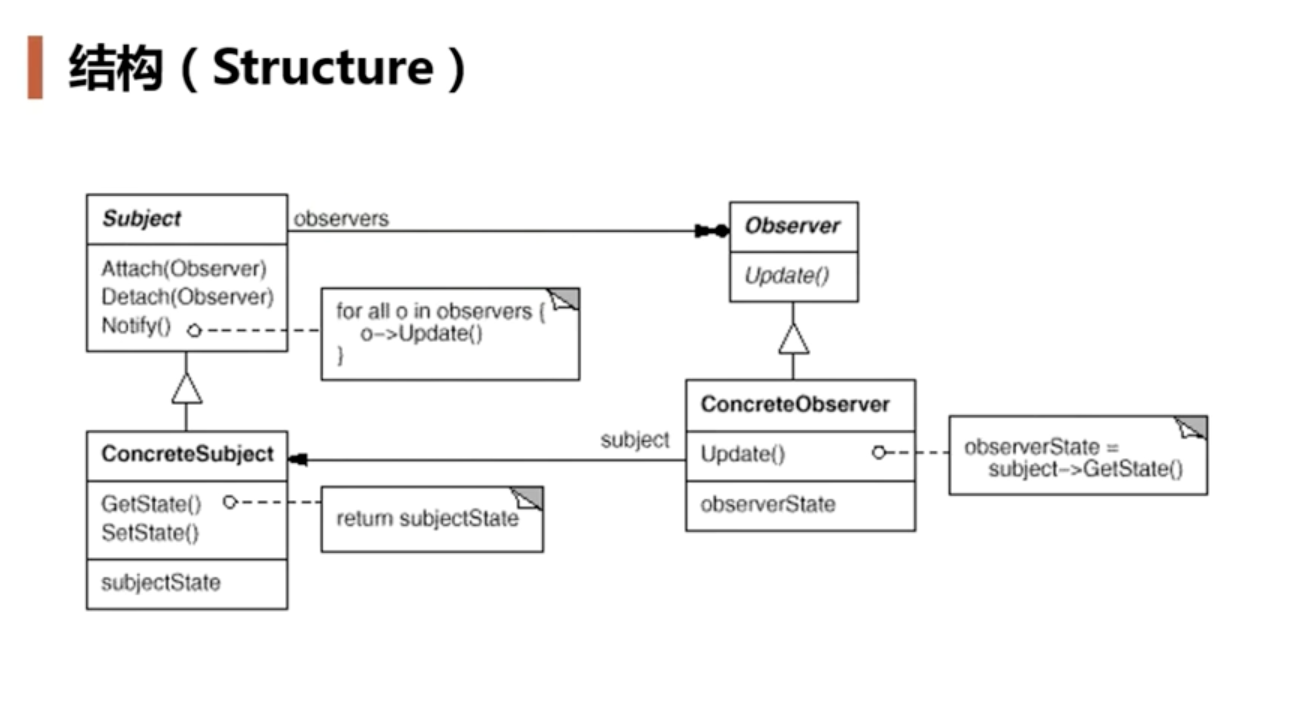 结构（Structure）
Subject
Attach(Observer)
Detach(Observer)
Notify()
observers
for all o in observers {
o->Update()
}
Observer
Update()
ConcreteSubject
GetState()
SetState()
subjectState
return subjectState
subject
ConcreteObserver
Update()
observerState
observerState =
subject->GetState()